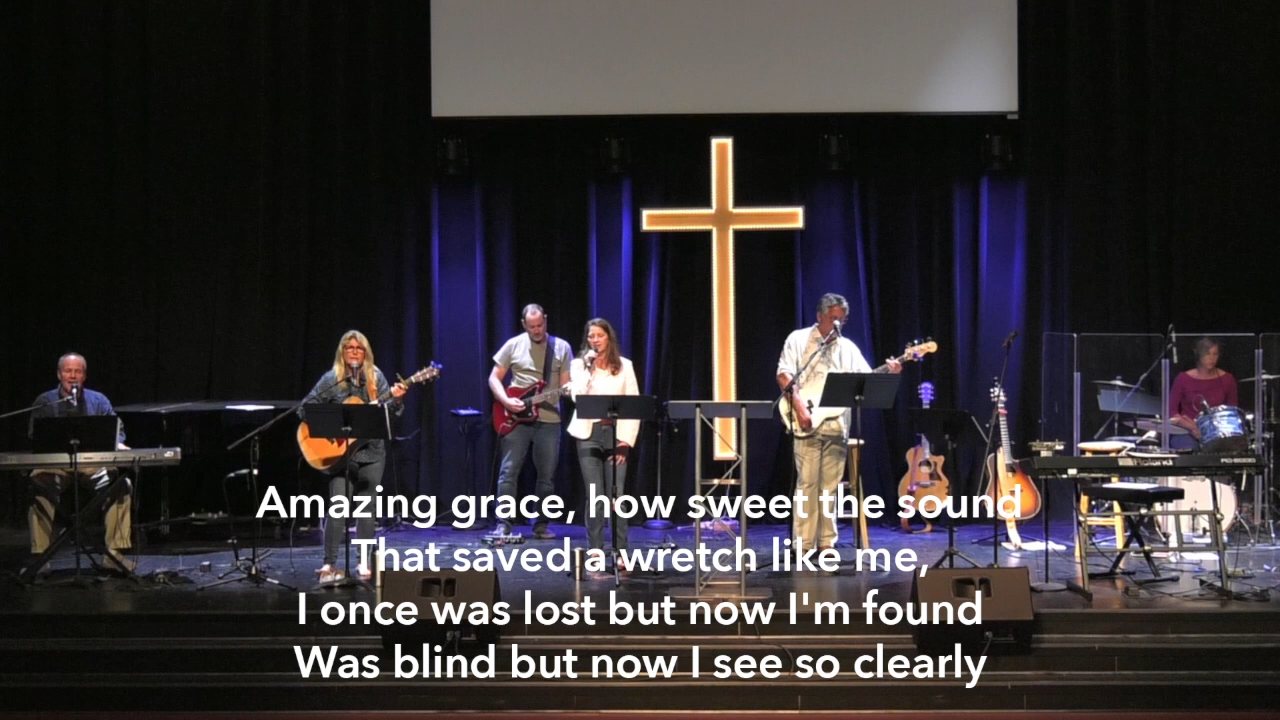 Amazing grace, how sweet the sound
That saved a wretch like me,
I once was lost but now I'm found
Was blind but now I see so clearly
Roland